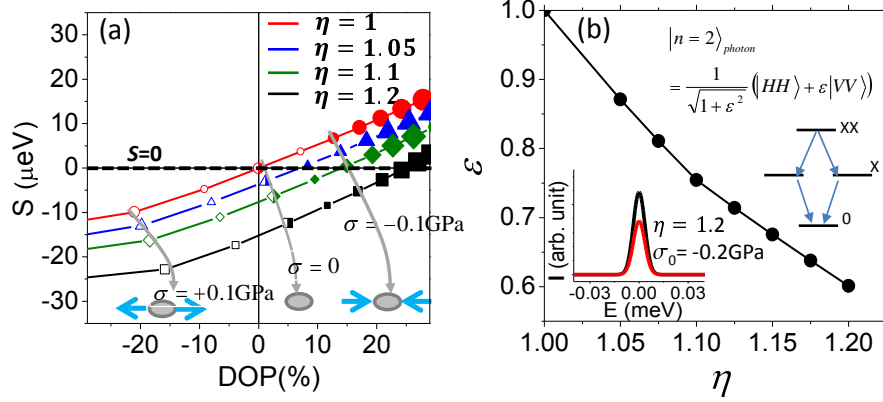 (a)
η = 1
η = 1.05
η = 1.1
η = 1.2
S=0
σ = −0.1GPa
σ = 0
σ = +0.1GPa
20
10
0
-10
-20
-30
S (μeV)
-20 -10 0 10 20
DOP(%)
(b)
|n = 2⟩photon
= 1/√(1+ε²) (|HH⟩ + ε|VV⟩)
XX
X
0
η = 1.2
σ0= -0.2GPa
I (arb. unit)
-0.03 0.00 0.03
E (meV)
1.0
0.9
0.8
0.7
0.6
ε
1.00 1.05 1.10 1.15 1.20
η